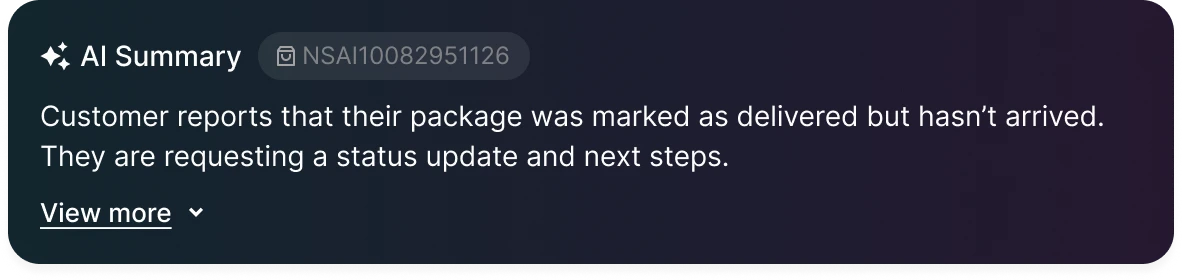 AI Summary NSAI10082951126
Customer reports that their package was marked as delivered but hasn’t arrived.
They are requesting a status update and next steps.
View more